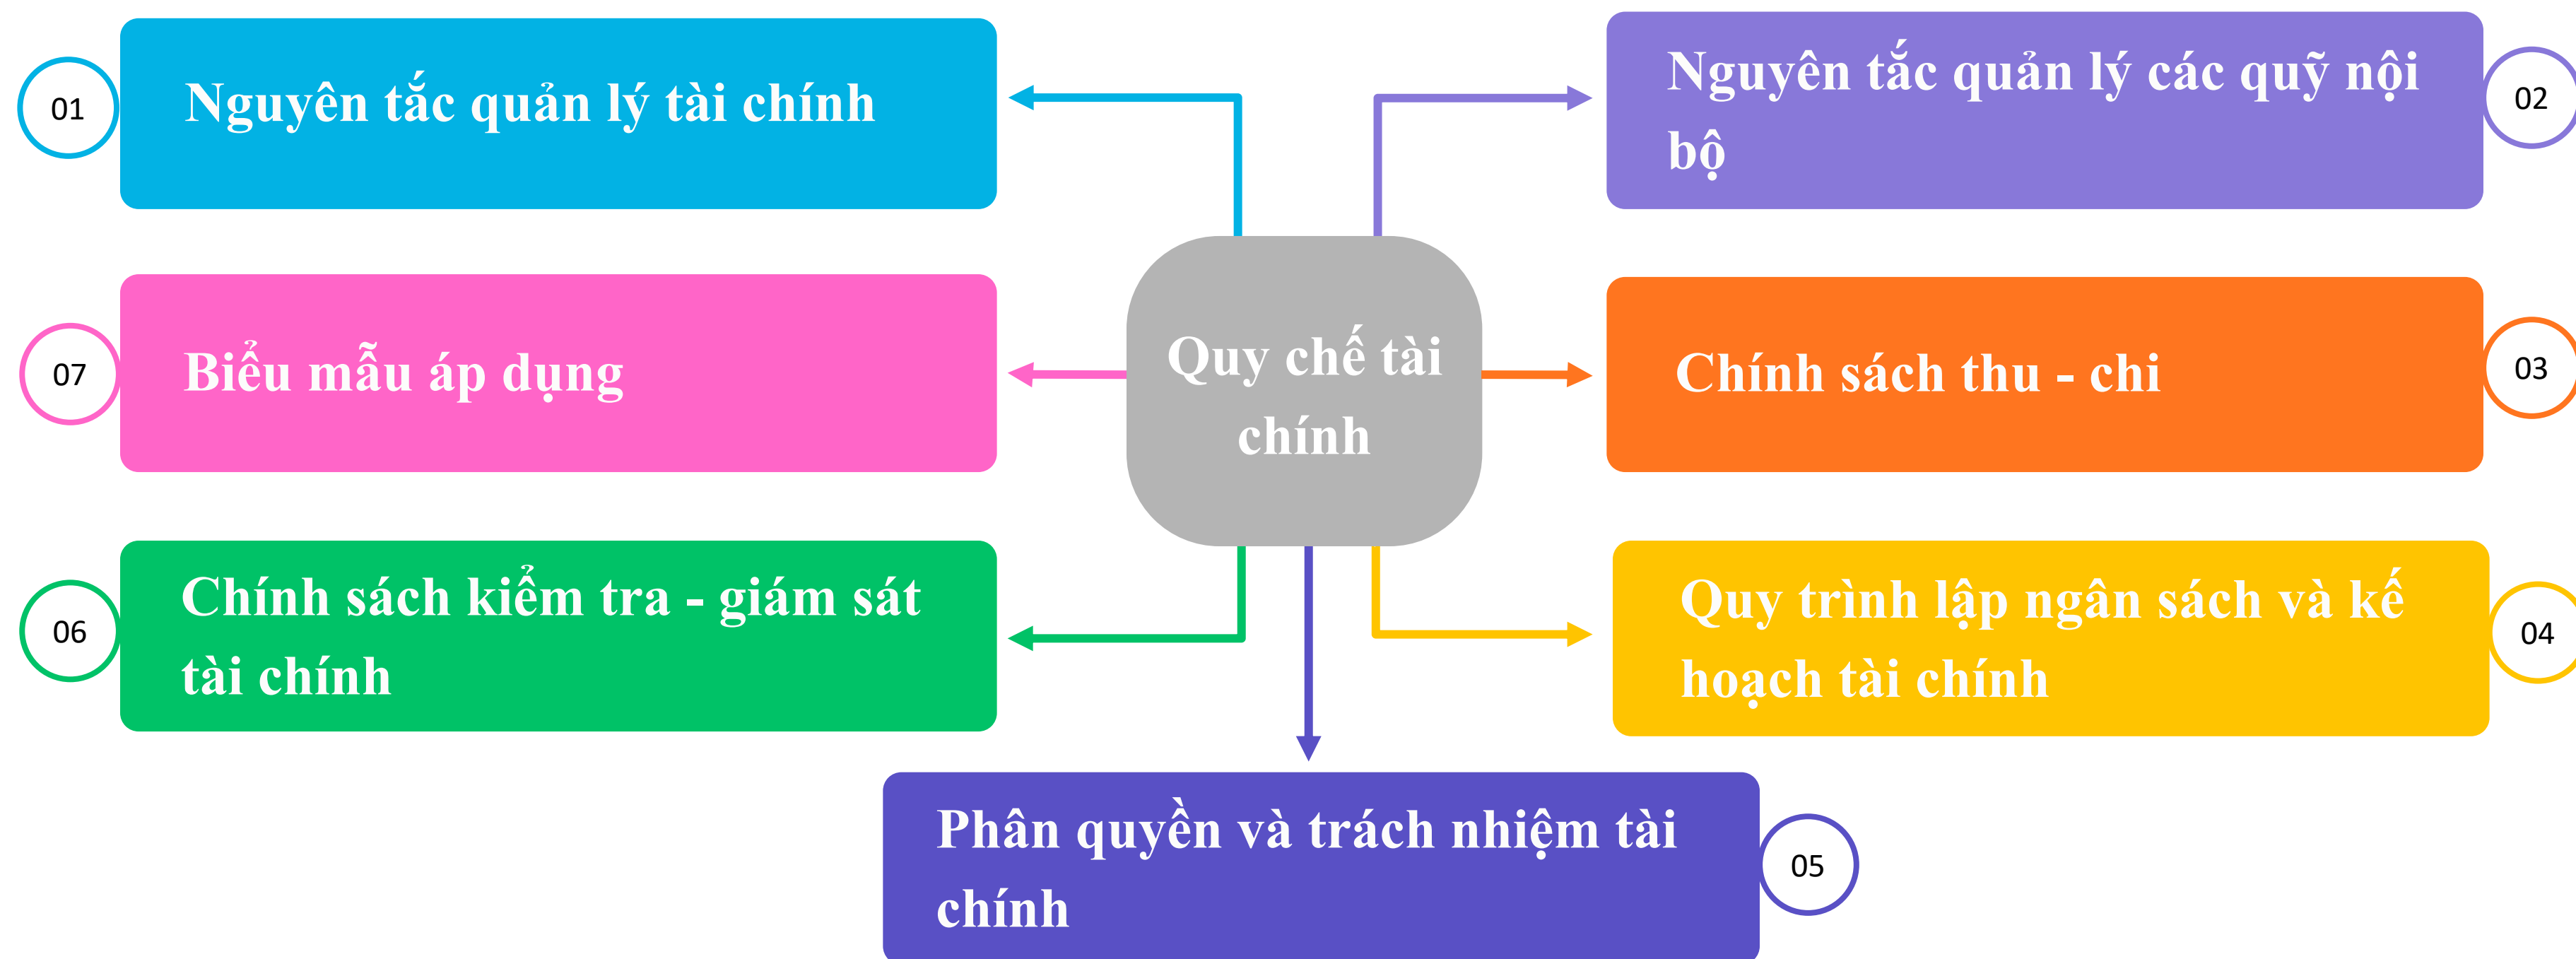 01
Nguyên tắc quản lý tài chính
Nguyên tắc quản lý các quỹ nội
bộ
02
07
Biểu mẫu áp dụng
Quy chế tài
chính
Chính sách thu - chi
03
06
Chính sách kiểm tra - giám sát
tài chính
Quy trình lập ngân sách và kế
hoạch tài chính
04
Phân quyền và trách nhiệm tài
chính
05